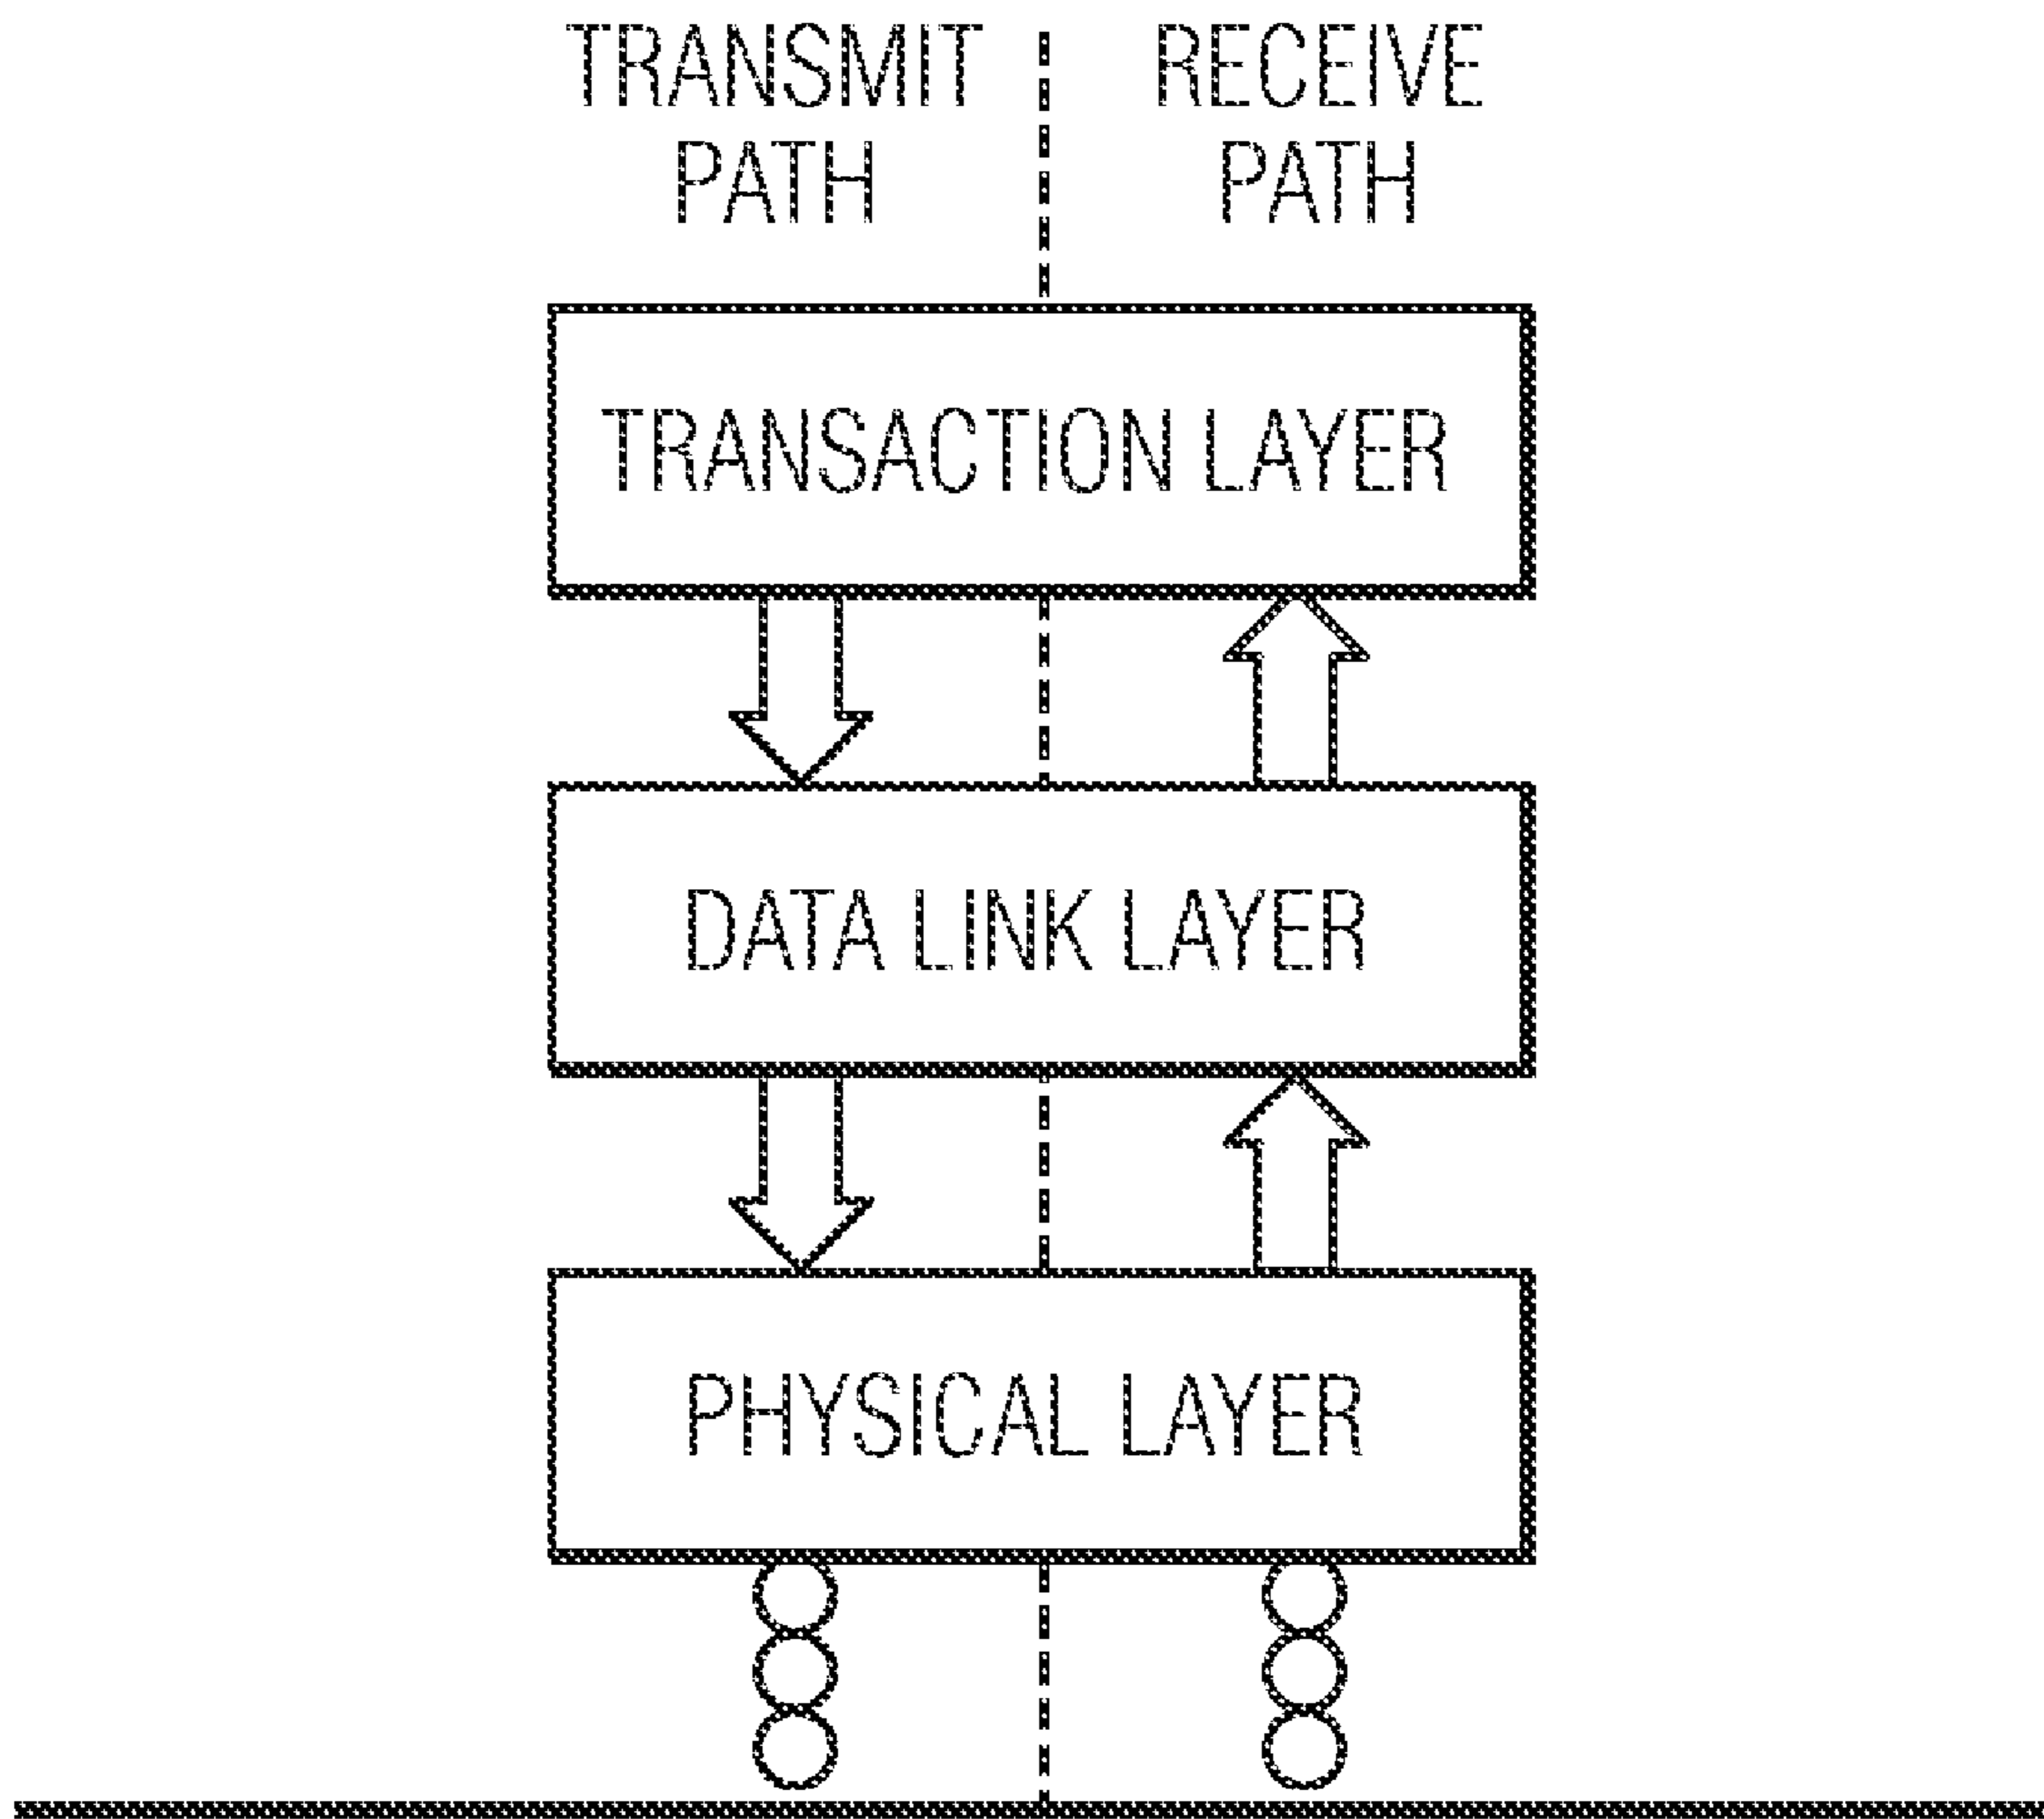 TRANSMIT PATH
RECEIVE PATH
TRANSACTION LAYER
DATA LINK LAYER
PHYSICAL LAYER